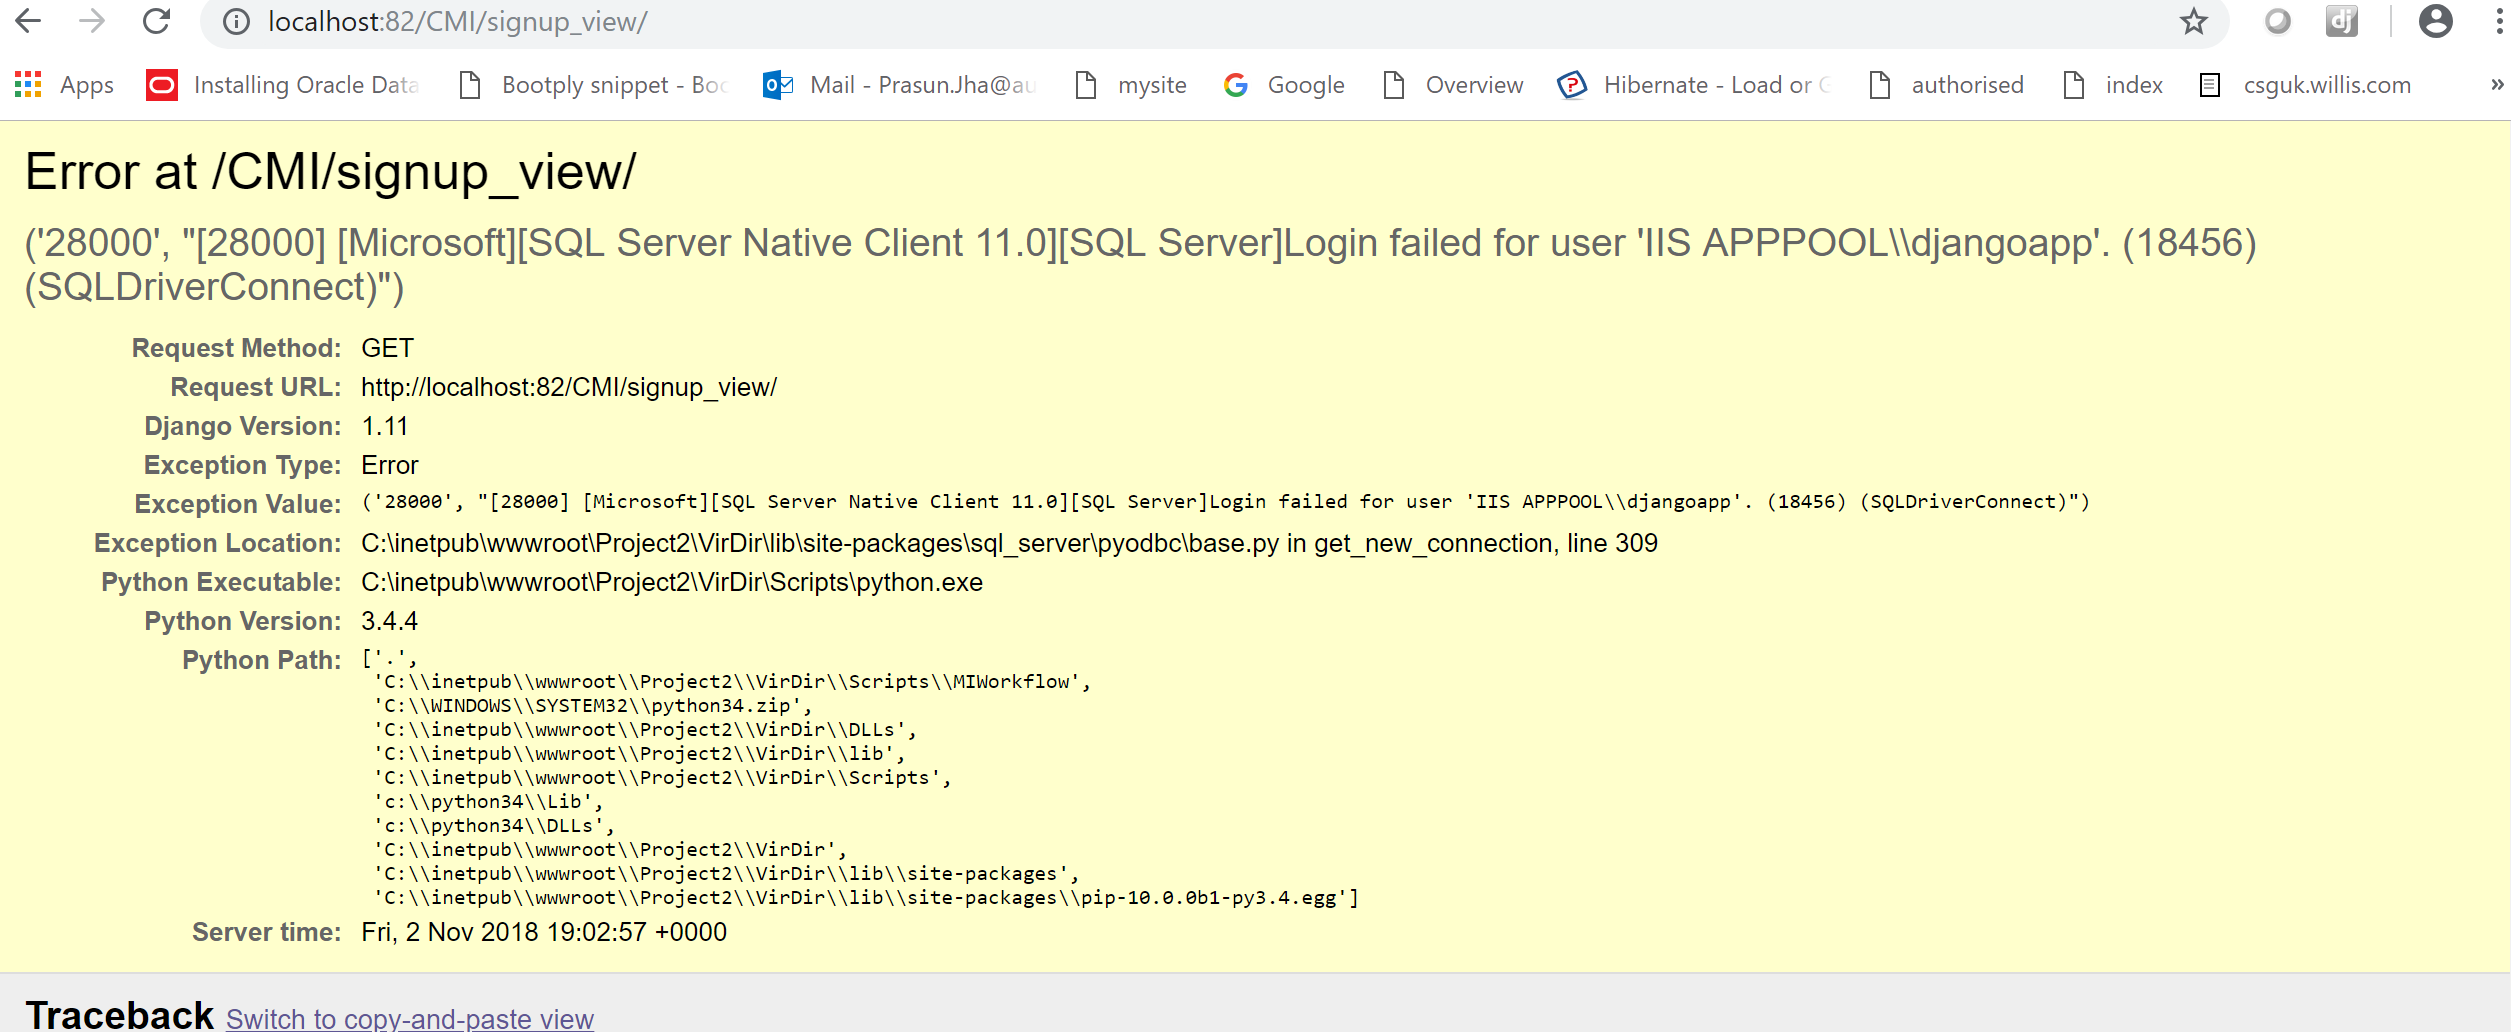 localhost:82/CMI/signup_view/
Apps Installing Oracle Data Bootply snippet - Boo Mail - Prasun.Jha@au mysite Google Overview Hibernate - Load or G authorised index csguk.willis.com »
Error at /CMI/signup_view/
('28000', "[28000] [Microsoft][SQL Server Native Client 11.0][SQL Server]Login failed for user 'IIS APPPOOL\\djangoapp'. (18456)
(SQLDriverConnect)")
Request Method: GET
Request URL: http://localhost:82/CMI/signup_view/
Django Version: 1.11
Exception Type: Error
Exception Value: ('28000', "[28000] [Microsoft][SQL Server Native Client 11.0][SQL Server]Login failed for user 'IIS APPPOOL\\djangoapp'. (18456) (SQLDriverConnect)")
Exception Location: C:\inetpub\wwwroot\Project2\VirDir\lib\site-packages\sql_server\pyodbc\base.py in get_new_connection, line 309
Python Executable: C:\inetpub\wwwroot\Project2\VirDir\Scripts\python.exe
Python Version: 3.4.4
Python Path: ['.',
'C:\\inetpub\\wwwroot\\Project2\\VirDir\\Scripts\\MIWorkflow',
'C:\\WINDOWS\\SYSTEM32\\python34.zip',
'C:\\inetpub\\wwwroot\\Project2\\VirDir\\DLLs',
'C:\\inetpub\\wwwroot\\Project2\\VirDir\\lib',
'C:\\inetpub\\wwwroot\\Project2\\VirDir\\Scripts',
'c:\\python34\\Lib',
'c:\\python34\\DLLs',
'C:\\inetpub\\wwwroot\\Project2\\VirDir',
'C:\\inetpub\\wwwroot\\Project2\\VirDir\\lib\\site-packages',
'C:\\inetpub\\wwwroot\\Project2\\VirDir\\lib\\site-packages\\pip-10.0.0b1-py3.4.egg']
Server time: Fri, 2 Nov 2018 19:02:57 +0000
Traceback Switch to copy-and-paste view